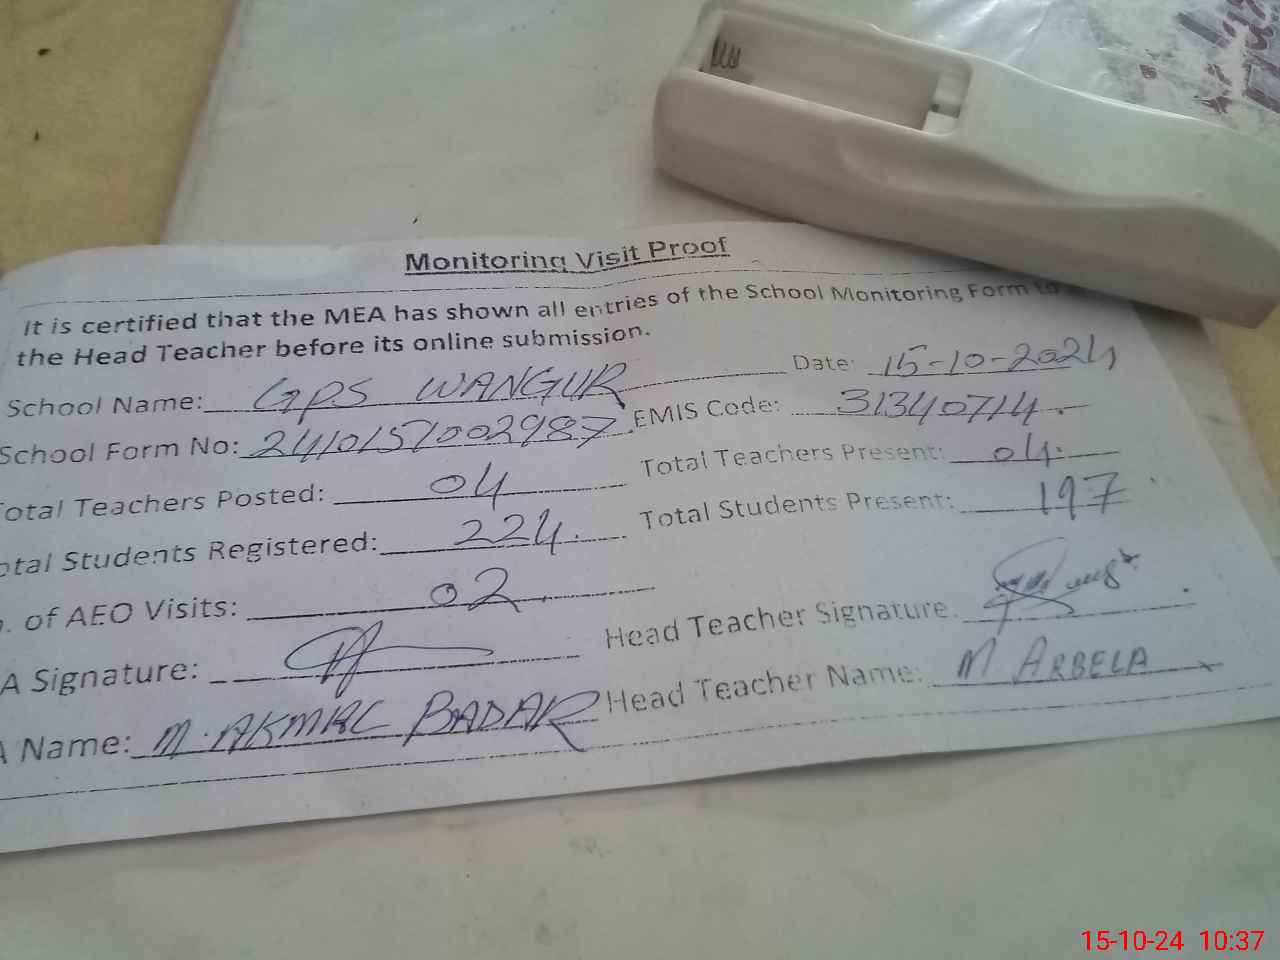 Monitoring Visit Proof
It is certified that the MEA has shown all entries of the School Monitoring Form to
the Head Teacher before its online submission.
School Name: GPS WANGUR Date: 15-10-2024
School Form No: 24101571002987 EMIS Code: 31340714
otal Teachers Posted: 04 Total Teachers Present: 04
otal Students Registered: 224 Total Students Present: 197
. of AEO Visits: 02
A Signature: Head Teacher Signature.
A Name: M. AKMAL BADAR Head Teacher Name: M. ARBELA
15-10-24 10:37